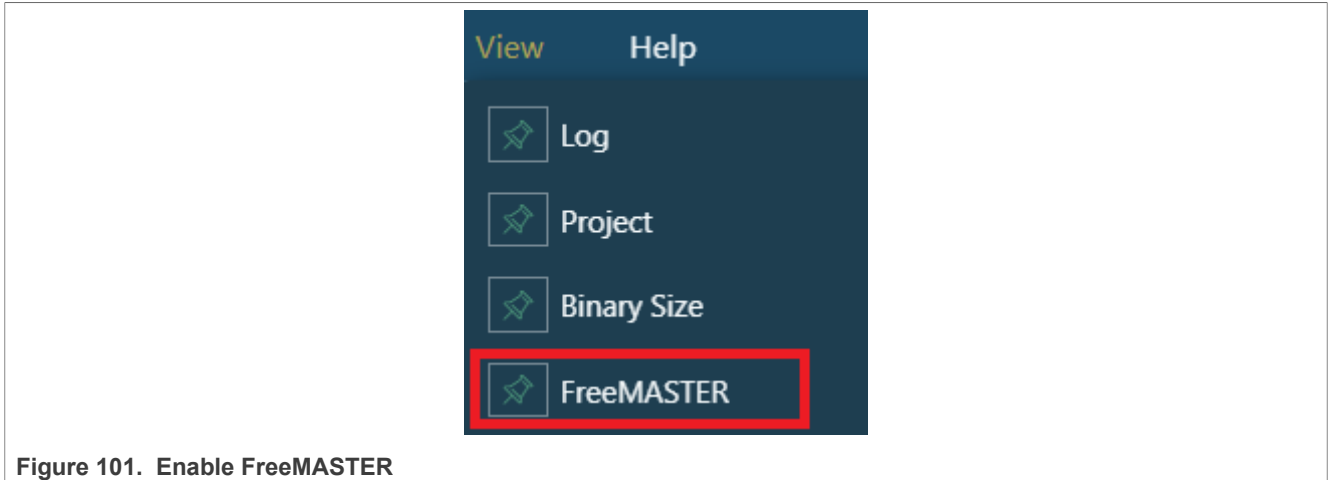 View Help
Log
Project
Binary Size
FreeMASTER
Figure 101. Enable FreeMASTER